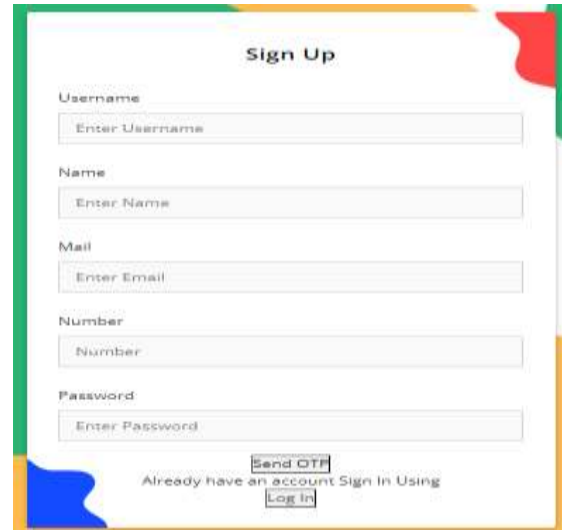 Sign Up
Username
Enter Username
Name
Enter Name
Mail
Enter Email
Number
Number
Password
Enter Password
Send OTP
Already have an account Sign In Using
Log In